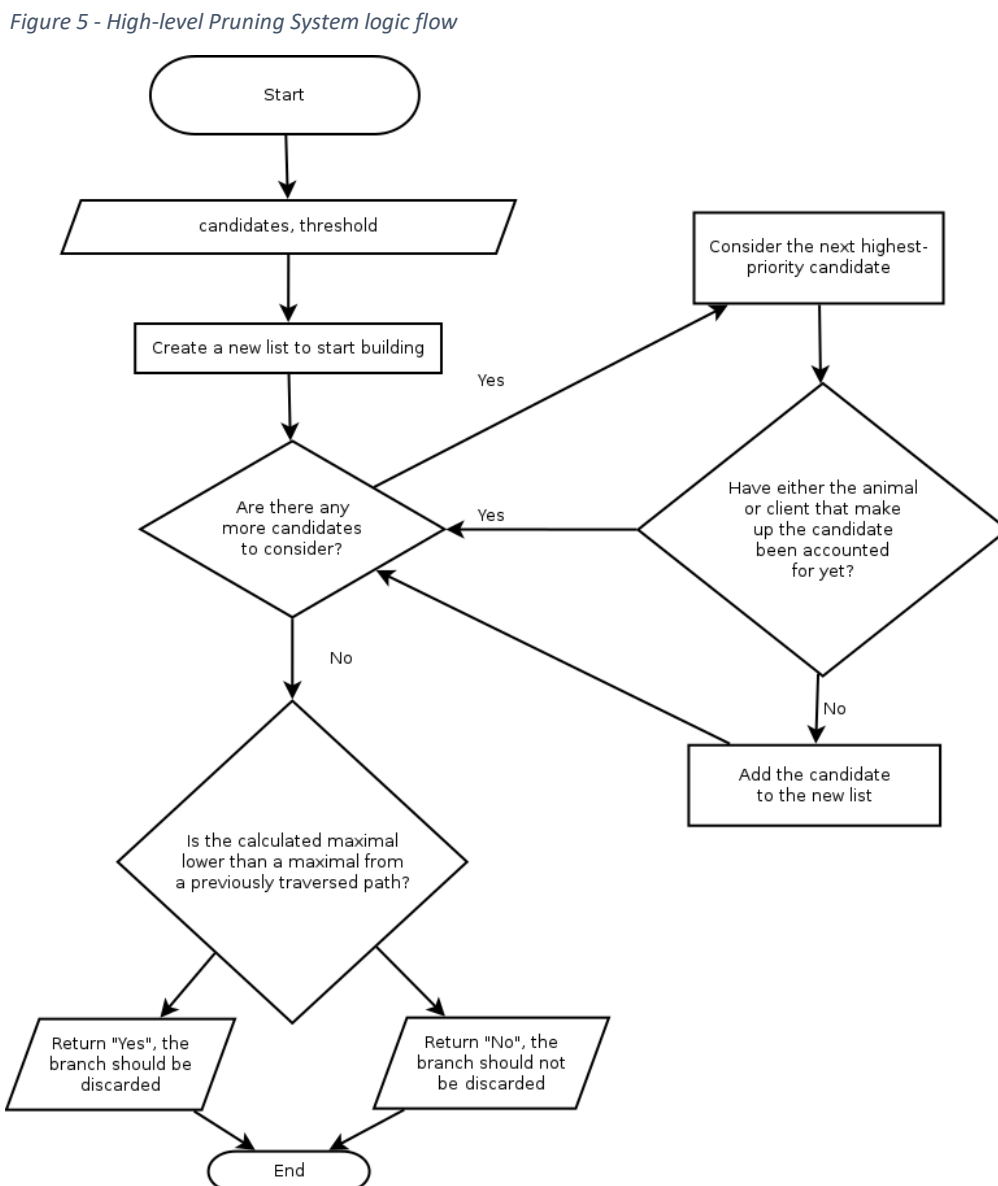 Figure 5 - High-level Pruning System logic flow
Start
candidates, threshold
Create a new list to start building
Consider the next highest-
priority candidate
Yes
Are there any
more candidates
to consider?
Yes
Have either the animal
or client that make
up the candidate
been accounted
for yet?
No
No
Add the candidate
to the new list
Is the calculated maximal
lower than a maximal from
a previously traversed path?
Return "Yes", the
branch should be
discarded
Return "No", the
branch should not
be discarded
End